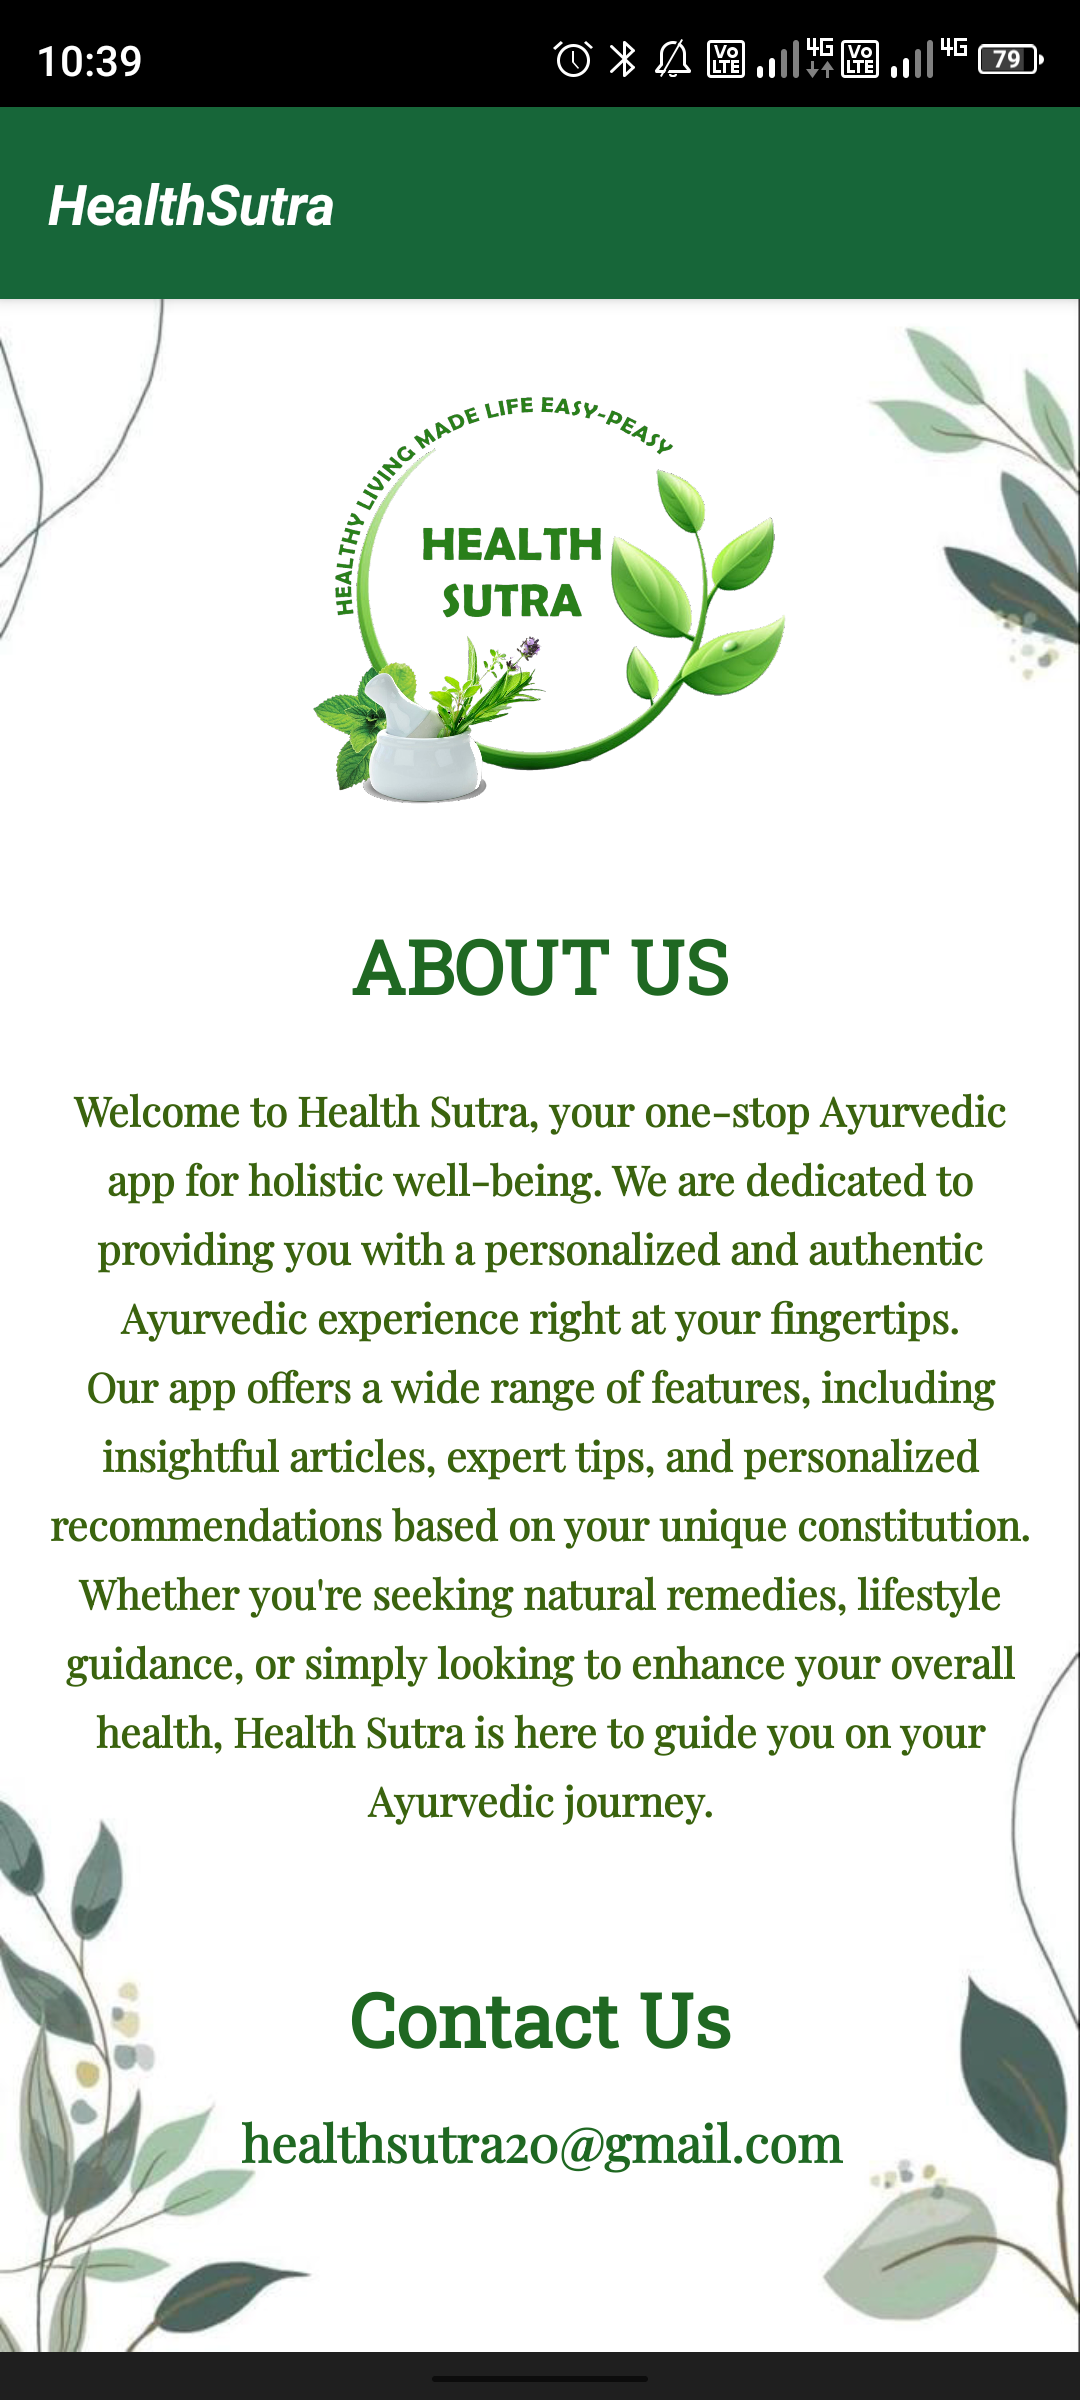 10:39
Vo LTE 4G Vo LTE 4G 79
HealthSutra
HEALTHY LIVING MADE LIFE EASY-PEASY
HEALTH
SUTRA
ABOUT US
Welcome to Health Sutra, your one-stop Ayurvedic
app for holistic well-being. We are dedicated to
providing you with a personalized and authentic
Ayurvedic experience right at your fingertips.
Our app offers a wide range of features, including
insightful articles, expert tips, and personalized
recommendations based on your unique constitution.
Whether you're seeking natural remedies, lifestyle
guidance, or simply looking to enhance your overall
health, Health Sutra is here to guide you on your
Ayurvedic journey.
Contact Us
healthsutra20@gmail.com